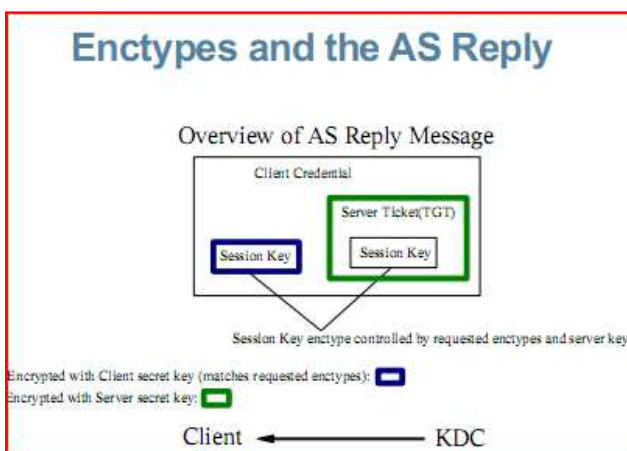 Enctypes and the AS Reply
Overview of AS Reply Message
Client Credential
Server Ticket(TGT)
Session Key
Session Key
Session Key enctype controlled by requested enctypes and server key
Encrypted with Client secret key (matches requested enctypes):
Encrypted with Server secret key:
Client KDC